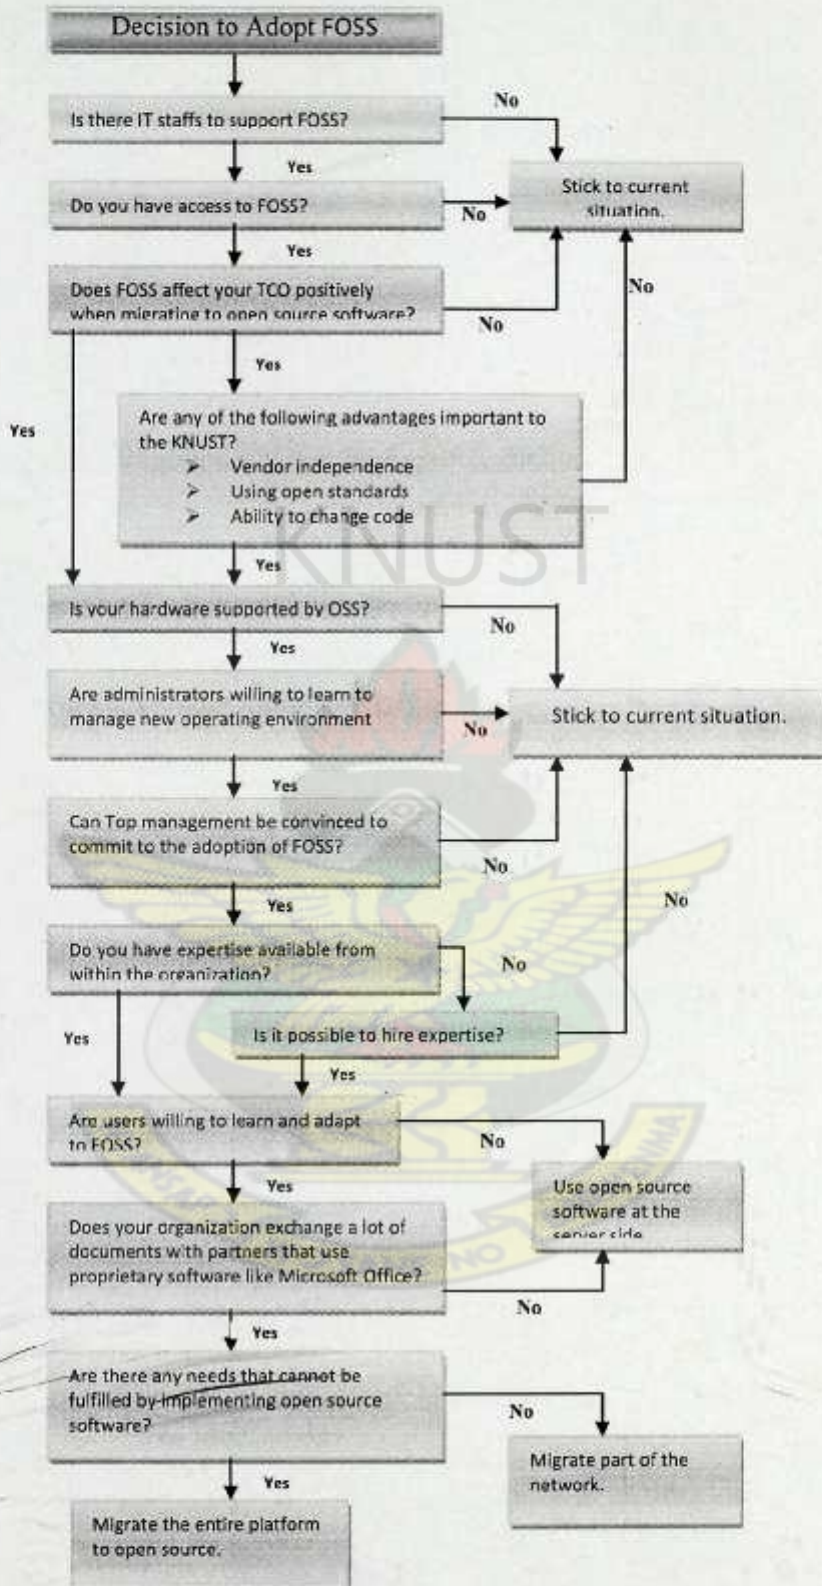 Decision to Adopt FOSS
Is there IT staffs to support FOSS?
No
Yes
Stick to current
situation.
Do you have access to FOSS?
No
Yes
Does FOSS affect your TCO positively
when migrating to open source software?
No
No
Yes
Yes
Are any of the following advantages important to
the KNUST?
➢ Vendor independence
➢ Using open standards
➢ Ability to change code
KNUST
Yes
Is your hardware supported by OSS?
No
Yes
Are administrators willing to learn to
manage new operating environment
No
Stick to current situation.
Yes
Can Top management be convinced to
commit to the adoption of FOSS?
No
No
Yes
Do you have expertise available from
within the organization?
No
Yes
Is it possible to hire expertise?
Yes
Are users willing to learn and adapt
to FOSS?
No
Yes
Use open source
software at the
server side
Does your organization exchange a lot of
documents with partners that use
proprietary software like Microsoft Office?
No
Yes
Are there any needs that cannot be
fulfilled by implementing open source
software?
No
Yes
Migrate part of the
network.
Migrate the entire platform
to open source.
NO